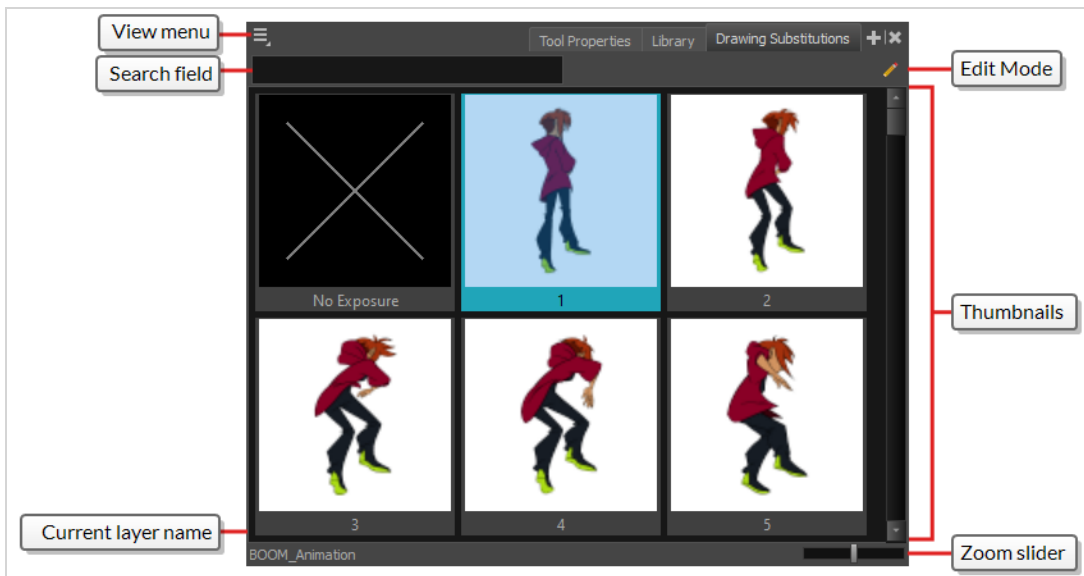 View menu
Tool Properties
Library
Drawing Substitutions
Search field
Edit Mode
No Exposure
1
2
Thumbnails
3
4
5
Current layer name
BOOM_Animation
Zoom slider